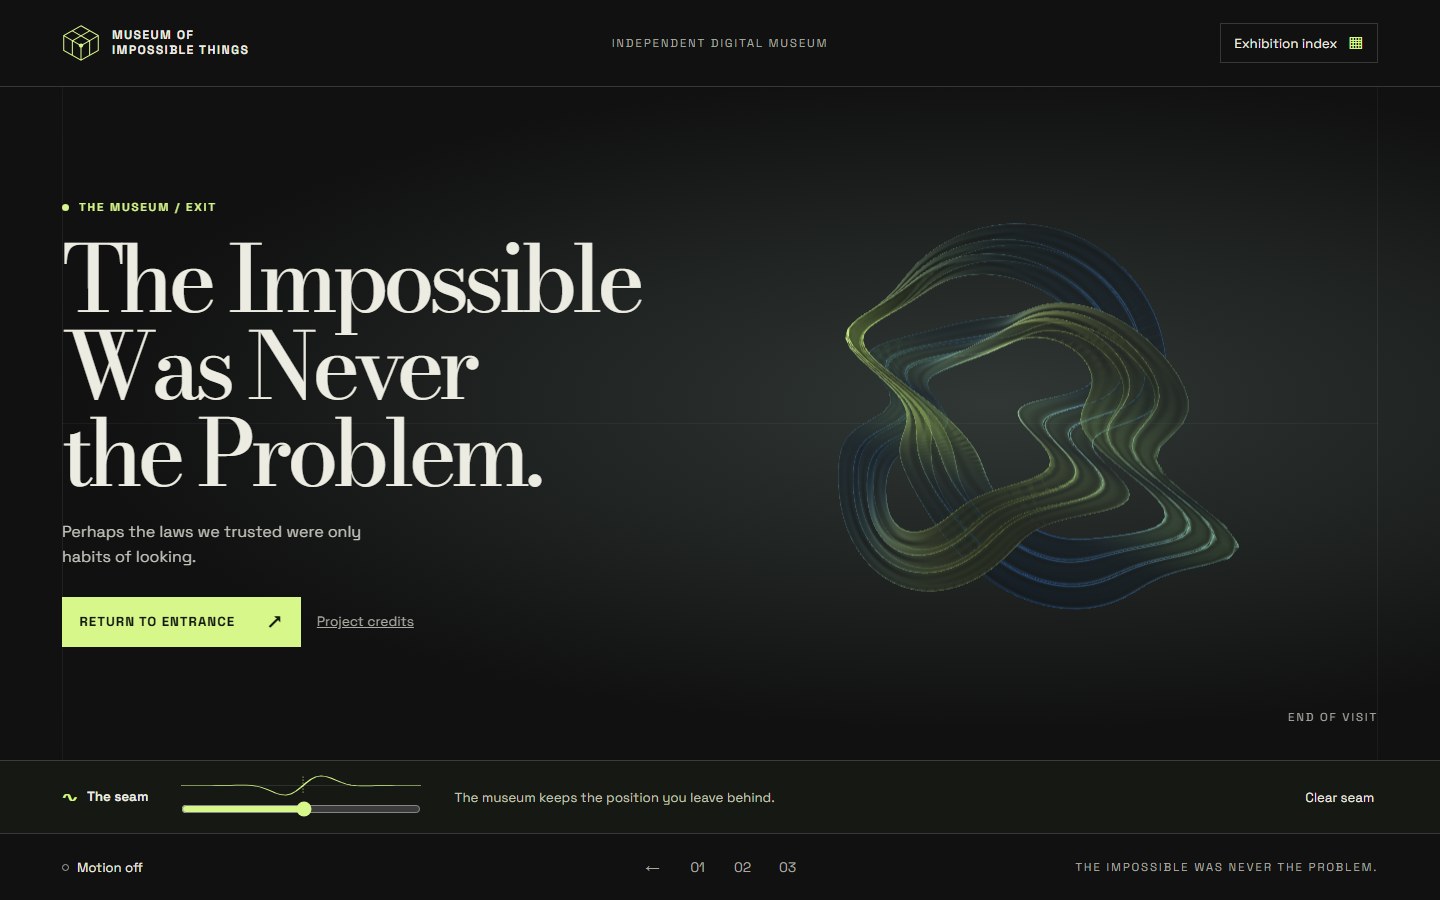 MUSEUM OF
IMPOSSIBLE THINGS
INDEPENDENT DIGITAL MUSEUM
Exhibition index
THE MUSEUM / EXIT
The Impossible
Was Never
the Problem.
Perhaps the laws we trusted were only
habits of looking.
RETURN TO ENTRANCE ↗
Project credits
END OF VISIT
The seam
The museum keeps the position you leave behind.
Clear seam
Motion off
← 01 02 03
THE IMPOSSIBLE WAS NEVER THE PROBLEM.